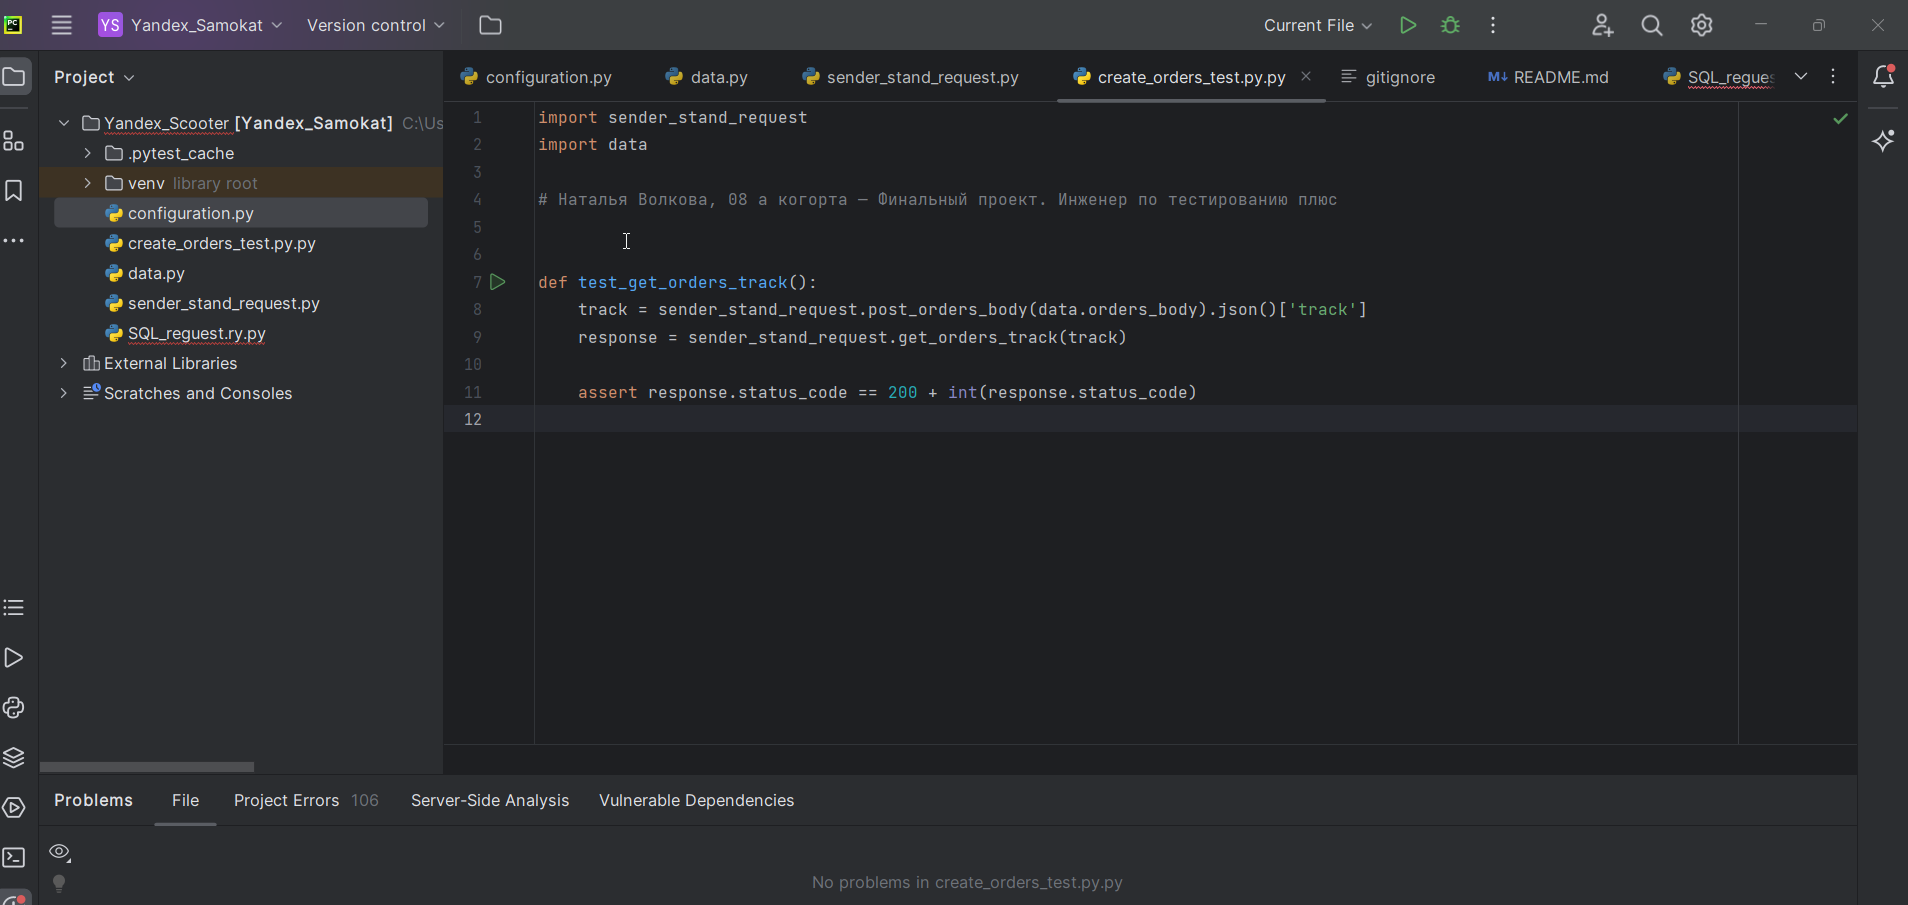 PC
YS Yandex_Samokat
Version control
Current File
Project
configuration.py
data.py
sender_stand_request.py
create_orders_test.py.py
gitignore
M↓ README.md
SQL_regues
Yandex_Scooter [Yandex_Samokat] C:\Us
.pytest_cache
venv library root
configuration.py
create_orders_test.py.py
data.py
sender_stand_request.py
SQL_reguest.ry.py
External Libraries
Scratches and Consoles
1 import sender_stand_request
2 import data
3
4 # Наталья Волкова, 08 а когорта — Финальный проект. Инженер по тестированию плюс
5
6
7 def test_get_orders_track():
8 track = sender_stand_request.post_orders_body(data.orders_body).json()['track']
9 response = sender_stand_request.get_orders_track(track)
10
11 assert response.status_code == 200 + int(response.status_code)
12
Problems
File
Project Errors 106
Server-Side Analysis
Vulnerable Dependencies
No problems in create_orders_test.py.py